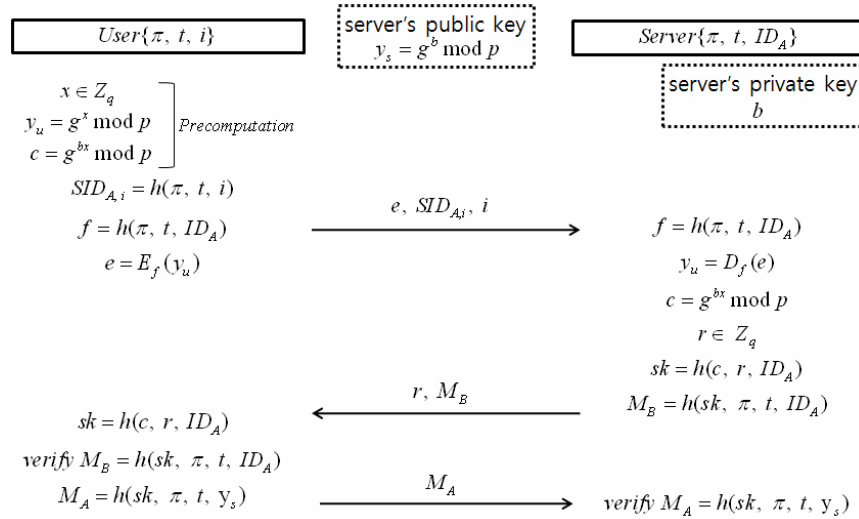 User{π, t, i}
server's public key
y_s = g^b mod p
Server{π, t, ID_A}
server's private key
b
x ∈ Z_q
y_u = g^x mod p
c = g^{bx} mod p
Precomputation
SID_{A,i} = h(π, t, i)
f = h(π, t, ID_A)
e = E_f(y_u)
e, SID_{A,i}, i
f = h(π, t, ID_A)
y_u = D_f(e)
c = g^{bx} mod p
r ∈ Z_q
sk = h(c, r, ID_A)
M_B = h(sk, π, t, ID_A)
r, M_B
sk = h(c, r, ID_A)
verify M_B = h(sk, π, t, ID_A)
M_A = h(sk, π, t, y_s)
M_A
verify M_A = h(sk, π, t, y_s)